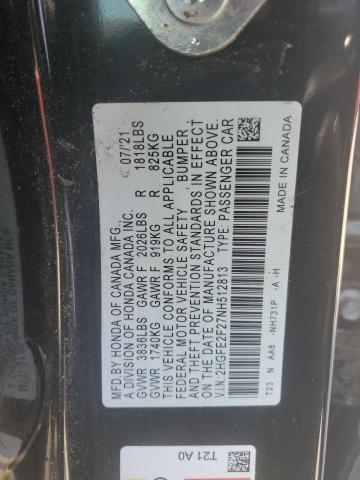 MFD.BY HONDA OF CANADA MFG. 07/'21
A DIVISION OF HONDA CANADA INC.
GVWR 3836LBS GAWR F 2026LBS R 1818LBS
GVWR 1740KG GAWR F 919KG R 825KG
THIS VEHICLE CONFORMS TO ALL APPLICABLE
FEDERAL MOTOR VEHICLE SAFETY BUMPER,
AND THEFT PREVENTION STANDARDS IN EFFECT
ON THE DATE OF MANUFACTURE SHOWN ABOVE.
V.I.N.:2HGFE2F27NH512813 TYPE: PASSENGER CAR
T23 N AA8 -NH731P -A -H
MADE IN CANADA
T21 A0